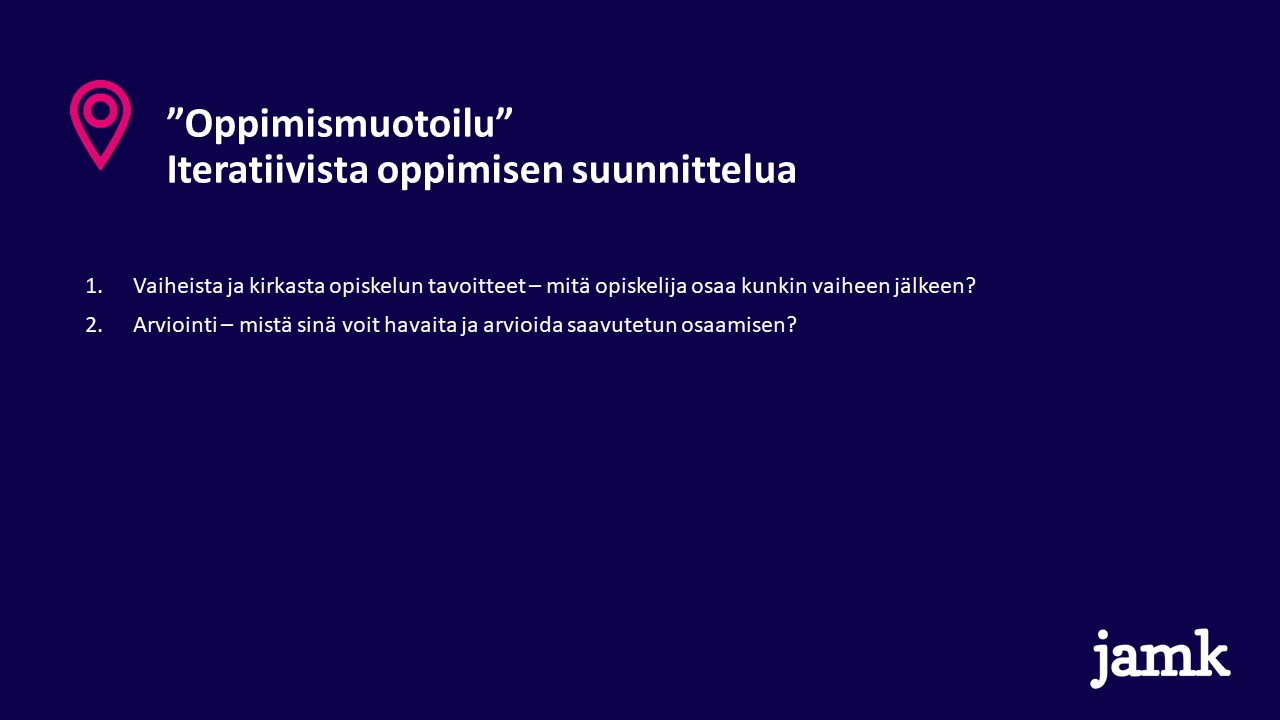 ”Oppimismuotoilu”
Iteratiivista oppimisen suunnittelua
1. Vaiheista ja kirkasta opiskelun tavoitteet – mitä opiskelija osaa kunkin vaiheen jälkeen?
2. Arviointi – mistä sinä voit havaita ja arvioida saavutetun osaamisen?
jamk